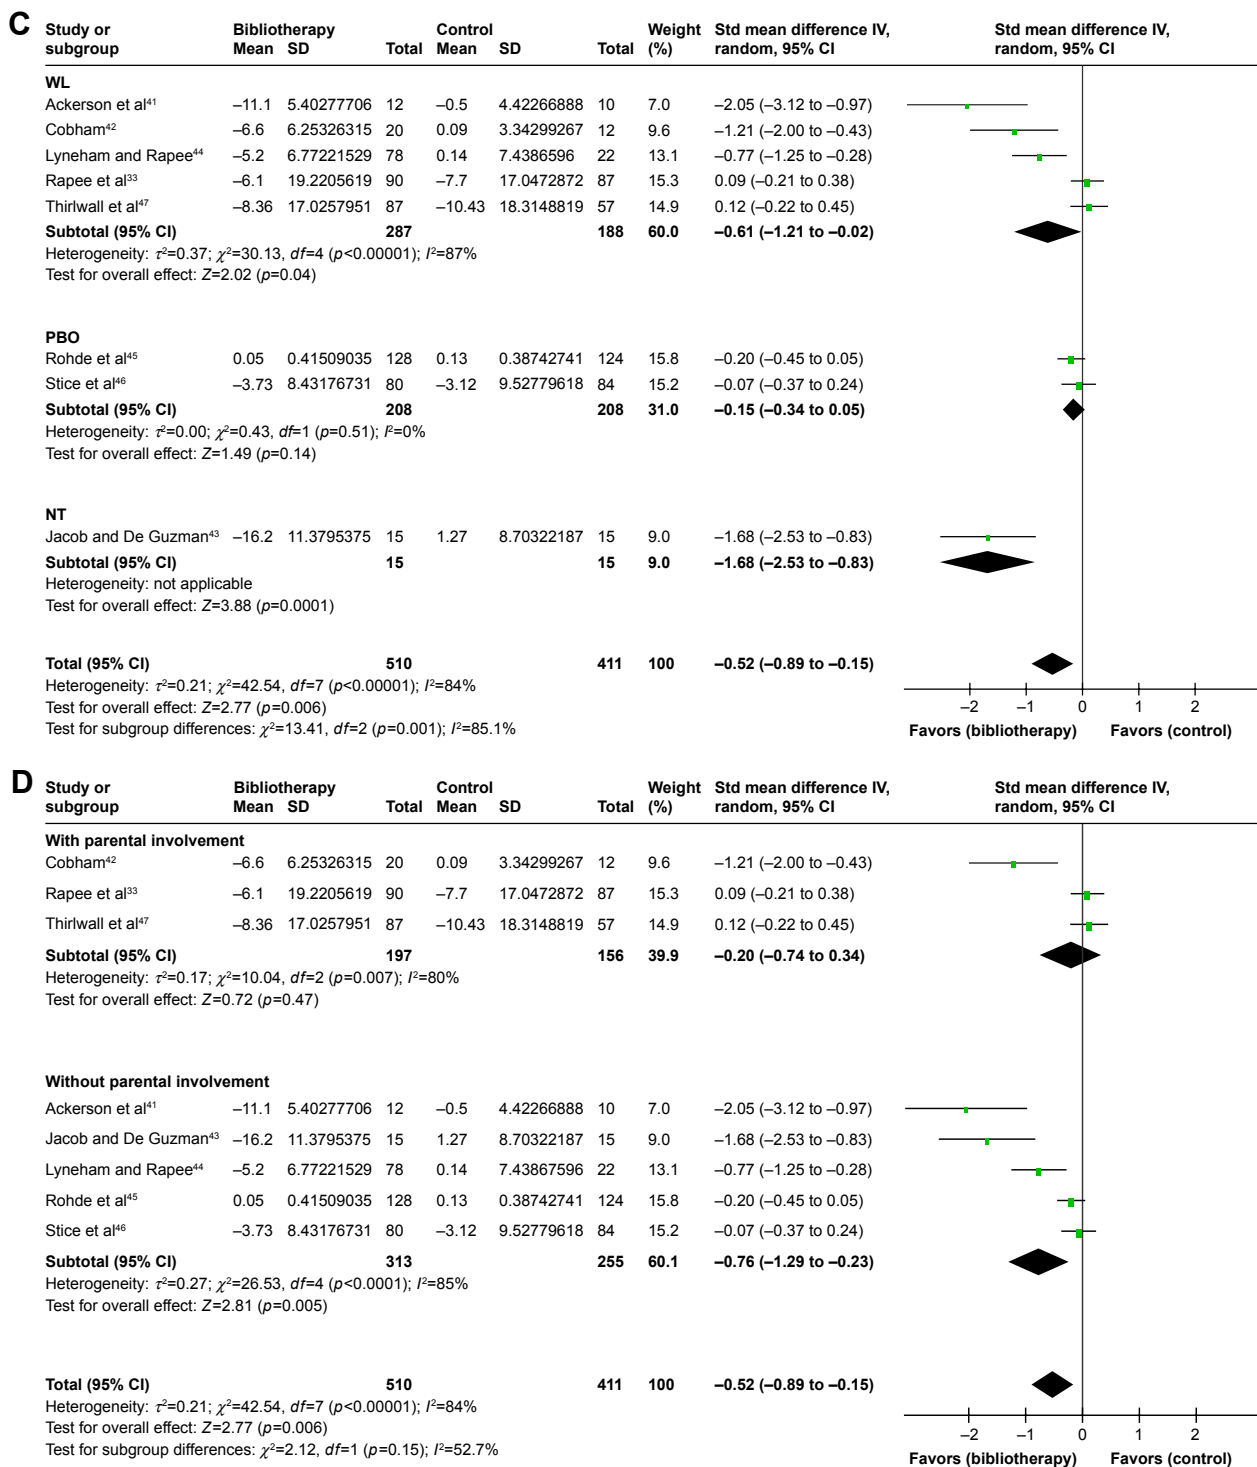 C
Study or Bibliotherapy Control Weight Std mean difference IV, Std mean difference IV,
subgroup Mean SD Total Mean SD Total (%) random, 95% CI random, 95% CI
WL
Ackerson et al⁴¹ –11.1 5.40277706 12 –0.5 4.42266888 10 7.0 –2.05 (–3.12 to –0.97)
Cobham⁴² –6.6 6.25326315 20 0.09 3.34299267 12 9.6 –1.21 (–2.00 to –0.43)
Lyneham and Rapee⁴⁴ –5.2 6.77221529 78 0.14 7.4386596 22 13.1 –0.77 (–1.25 to –0.28)
Rapee et al³³ –6.1 19.2205619 90 –7.7 17.0472872 87 15.3 0.09 (–0.21 to 0.38)
Thirlwall et al⁴⁷ –8.36 17.0257951 87 –10.43 18.3148819 57 14.9 0.12 (–0.22 to 0.45)
Subtotal (95% CI) 287 188 60.0 –0.61 (–1.21 to –0.02)
Heterogeneity: τ²=0.37; χ²=30.13, df=4 (p<0.00001); I²=87%
Test for overall effect: Z=2.02 (p=0.04)
PBO
Rohde et al⁴⁵ 0.05 0.41509035 128 0.13 0.38742741 124 15.8 –0.20 (–0.45 to 0.05)
Stice et al⁴⁶ –3.73 8.43176731 80 –3.12 9.52779618 84 15.2 –0.07 (–0.37 to 0.24)
Subtotal (95% CI) 208 208 31.0 –0.15 (–0.34 to 0.05)
Heterogeneity: τ²=0.00; χ²=0.43, df=1 (p=0.51); I²=0%
Test for overall effect: Z=1.49 (p=0.14)
NT
Jacob and De Guzman⁴³ –16.2 11.3795375 15 1.27 8.70322187 15 9.0 –1.68 (–2.53 to –0.83)
Subtotal (95% CI) 15 15 9.0 –1.68 (–2.53 to –0.83)
Heterogeneity: not applicable
Test for overall effect: Z=3.88 (p=0.0001)
Total (95% CI) 510 411 100 –0.52 (–0.89 to –0.15)
Heterogeneity: τ²=0.21; χ²=42.54, df=7 (p<0.00001); I²=84%
Test for overall effect: Z=2.77 (p=0.006)
Test for subgroup differences: χ²=13.41, df=2 (p=0.001); I²=85.1%
–2 –1 0 1 2
Favors (bibliotherapy) Favors (control)
D
Study or Bibliotherapy Control Weight Std mean difference IV, Std mean difference IV,
subgroup Mean SD Total Mean SD Total (%) random, 95% CI random, 95% CI
With parental involvement
Cobham⁴² –6.6 6.25326315 20 0.09 3.34299267 12 9.6 –1.21 (–2.00 to –0.43)
Rapee et al³³ –6.1 19.2205619 90 –7.7 17.0472872 87 15.3 0.09 (–0.21 to 0.38)
Thirlwall et al⁴⁷ –8.36 17.0257951 87 –10.43 18.3148819 57 14.9 0.12 (–0.22 to 0.45)
Subtotal (95% CI) 197 156 39.9 –0.20 (–0.74 to 0.34)
Heterogeneity: τ²=0.17; χ²=10.04, df=2 (p=0.007); I²=80%
Test for overall effect: Z=0.72 (p=0.47)
Without parental involvement
Ackerson et al⁴¹ –11.1 5.40277706 12 –0.5 4.42266888 10 7.0 –2.05 (–3.12 to –0.97)
Jacob and De Guzman⁴³ –16.2 11.3795375 15 1.27 8.70322187 15 9.0 –1.68 (–2.53 to –0.83)
Lyneham and Rapee⁴⁴ –5.2 6.77221529 78 0.14 7.43867596 22 13.1 –0.77 (–1.25 to –0.28)
Rohde et al⁴⁵ 0.05 0.41509035 128 0.13 0.38742741 124 15.8 –0.20 (–0.45 to 0.05)
Stice et al⁴⁶ –3.73 8.43176731 80 –3.12 9.52779618 84 15.2 –0.07 (–0.37 to 0.24)
Subtotal (95% CI) 313 255 60.1 –0.76 (–1.29 to –0.23)
Heterogeneity: τ²=0.27; χ²=26.53, df=4 (p<0.0001); I²=85%
Test for overall effect: Z=2.81 (p=0.005)
Total (95% CI) 510 411 100 –0.52 (–0.89 to –0.15)
Heterogeneity: τ²=0.21; χ²=42.54, df=7 (p<0.00001); I²=84%
Test for overall effect: Z=2.77 (p=0.006)
Test for subgroup differences: χ²=2.12, df=1 (p=0.15); I²=52.7%
–2 –1 0 1 2
Favors (bibliotherapy) Favors (control)